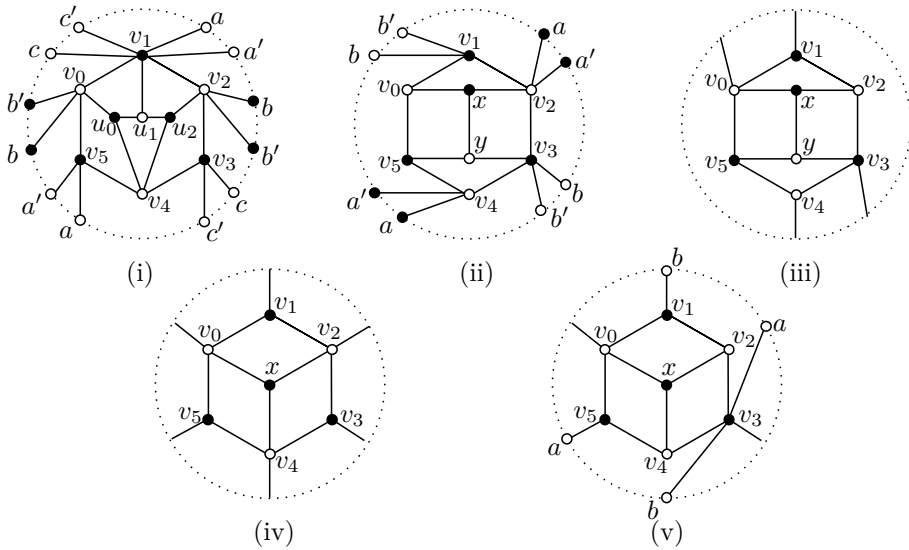 c' a
v₁
c a'
v₀ v₂
b' b
u₀ u₁ u₂
b b'
v₅ v₃
a' v₄ c
a c'
(i)
b' a
v₁
b a'
v₀ x v₂
y
v₅ v₃
a' b
a v₄ b'
(ii)
v₁
v₀ v₂
x
y
v₅ v₃
v₄
(iii)
v₁
v₀ v₂
x
v₅ v₃
v₄
(iv)
b
v₁ a
v₀ v₂
x
v₅ v₃
a v₄
b
(v)